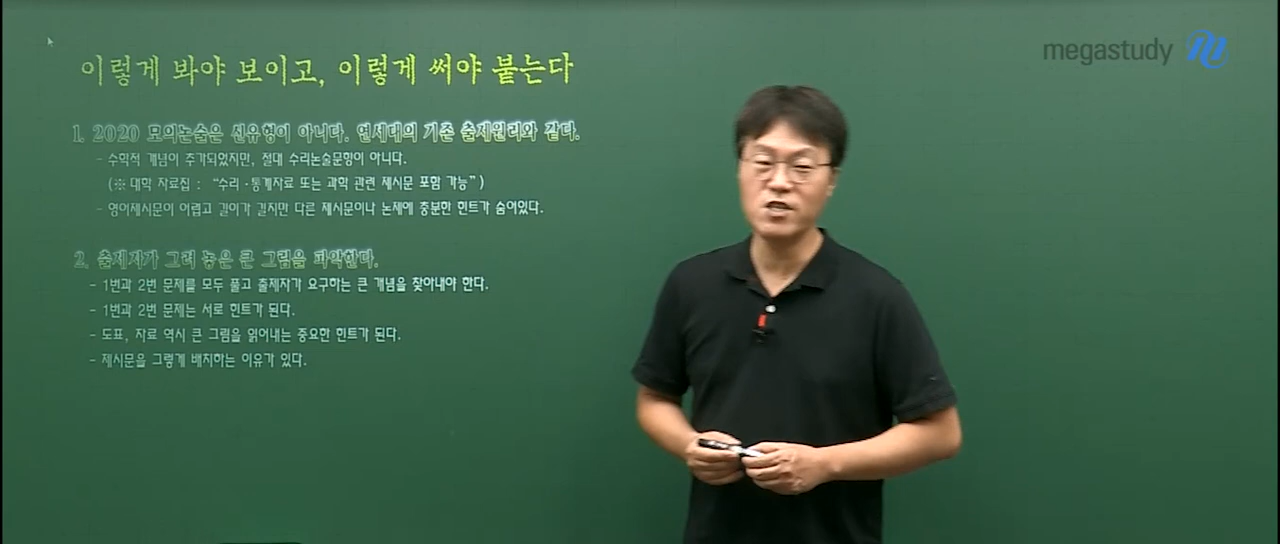 megastudy
이렇게 봐야 보이고, 이렇게 써야 붙는다
1. 2020 모의논술은 신유형이 아니다. 연세대의 기존 출제원리와 같다.
- 수학적 개념이 추가되었지만, 절대 수리논술문항이 아니다.
(※ 대학 자료집 : “수리·통계자료 또는 과학 관련 제시문 포함 가능”)
- 영어제시문이 어렵고 길이가 길지만 다른 제시문이나 논제에 충분한 힌트가 숨어있다.
2. 출제자가 그려 놓은 큰 그림을 파악한다.
- 1번과 2번 문제를 모두 풀고 출제자가 요구하는 큰 개념을 찾아내야 한다.
- 1번과 2번 문제는 서로 힌트가 된다.
- 도표, 자료 역시 큰 그림을 읽어내는 중요한 힌트가 된다.
- 제시문을 그렇게 배치하는 이유가 있다.